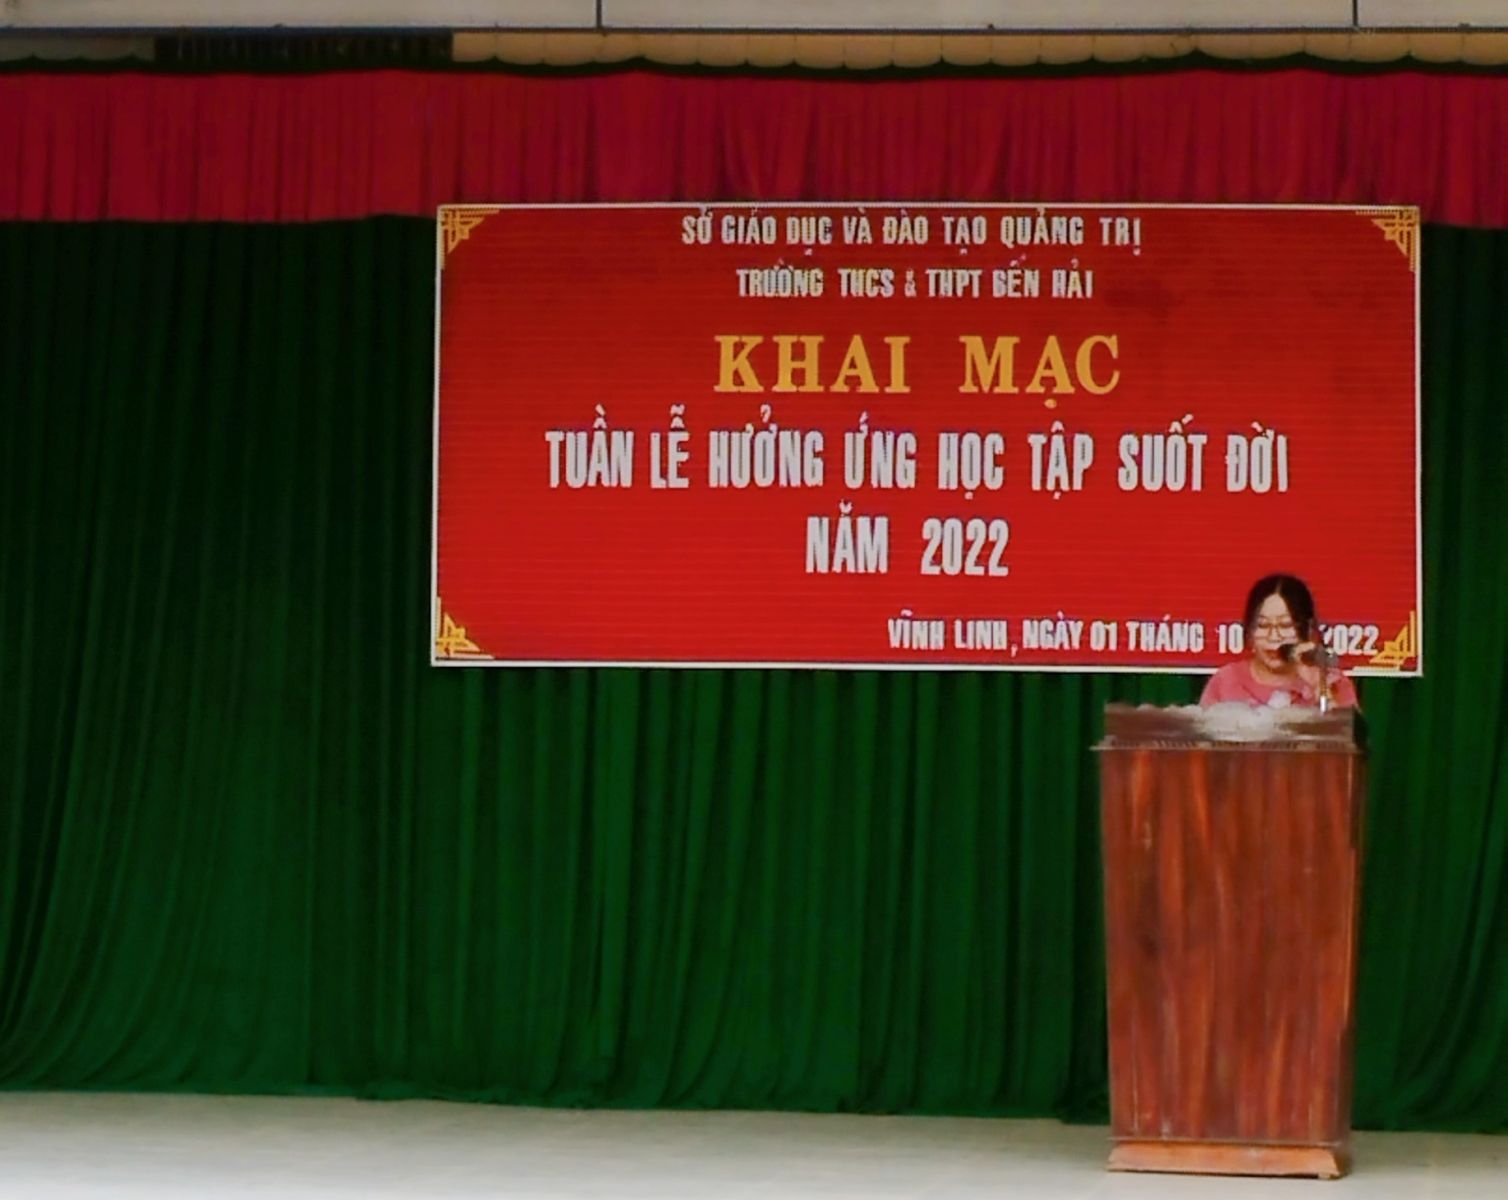 SỞ GIÁO DỤC VÀ ĐÀO TẠO QUẢNG TRỊ
TRƯỜNG THCS & THPT BẾN HẢI
KHAI MẠC
TUẦN LỄ HƯỞNG ỨNG HỌC TẬP SUỐT ĐỜI
NĂM 2022
VĨNH LINH, NGÀY 01 THÁNG 10 2022